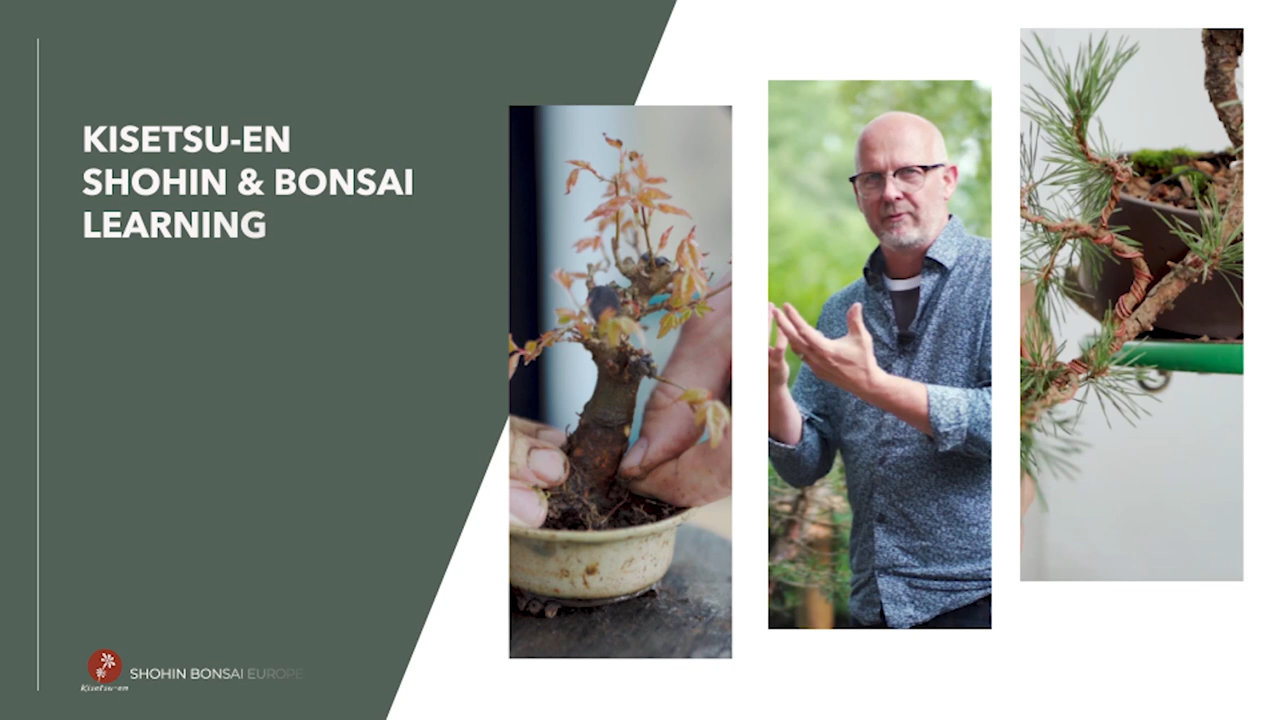 KISETSU-EN
SHOHIN & BONSAI
LEARNING
SHOHIN BONSAI EUROPE
Kisetsu-en